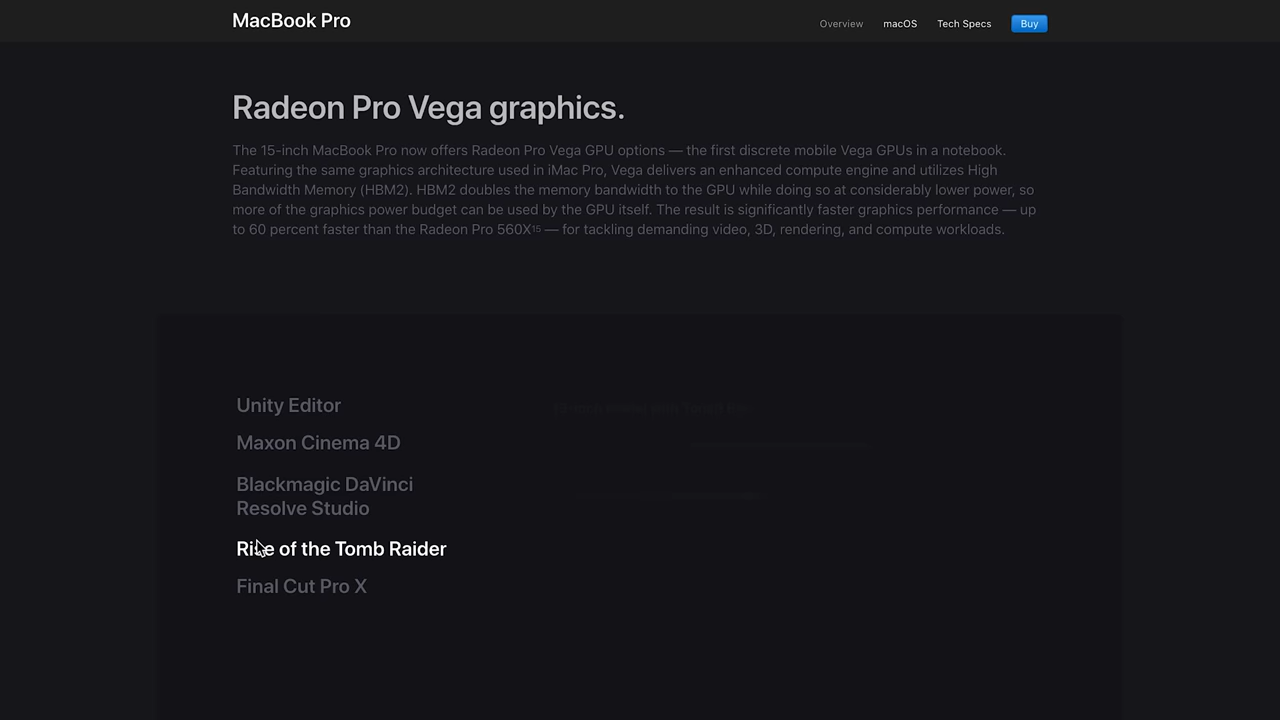 MacBook Pro
Overview macOS Tech Specs Buy
Radeon Pro Vega graphics.
The 15-inch MacBook Pro now offers Radeon Pro Vega GPU options — the first discrete mobile Vega GPUs in a notebook.
Featuring the same graphics architecture used in iMac Pro, Vega delivers an enhanced compute engine and utilizes High
Bandwidth Memory (HBM2). HBM2 doubles the memory bandwidth to the GPU while doing so at considerably lower power, so
more of the graphics power budget can be used by the GPU itself. The result is significantly faster graphics performance — up
to 60 percent faster than the Radeon Pro 560X15 — for tackling demanding video, 3D, rendering, and compute workloads.
Unity Editor
Maxon Cinema 4D
Blackmagic DaVinci
Resolve Studio
Rise of the Tomb Raider
Final Cut Pro X